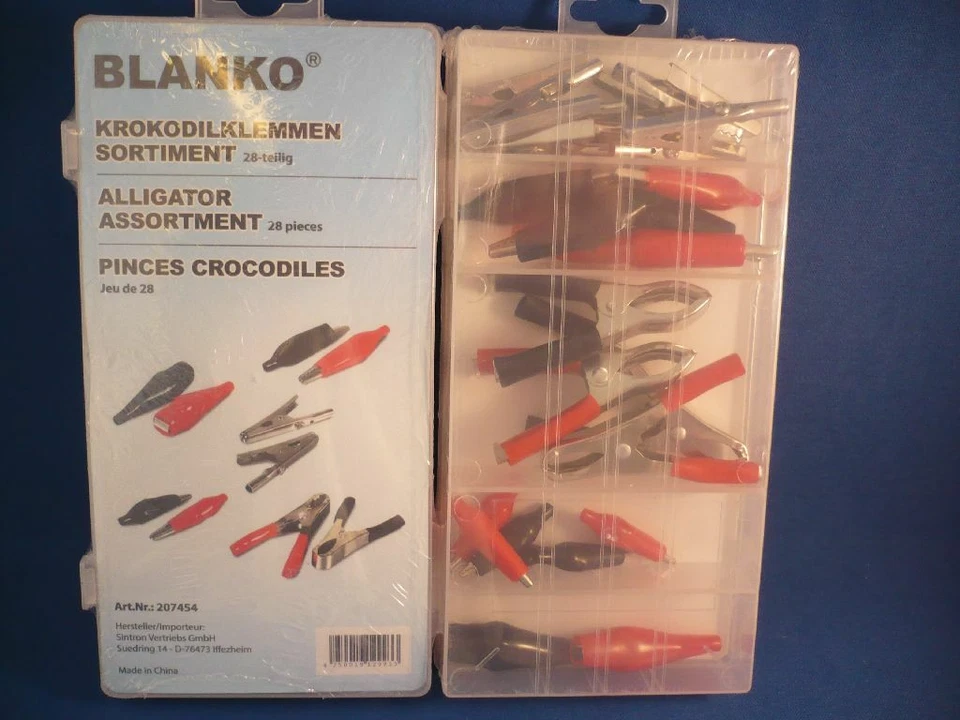 BLANKO®
KROKODILKLEMMEN
SORTIMENT 28-teilig
ALLIGATOR
ASSORTMENT 28 pieces
PINCES CROCODILES
Jeu de 28
Art.Nr.: 207454
Hersteller/Importeur:
Sintron Vertriebs GmbH
Suedring 14 - D-76473 Iffezheim
Made in China